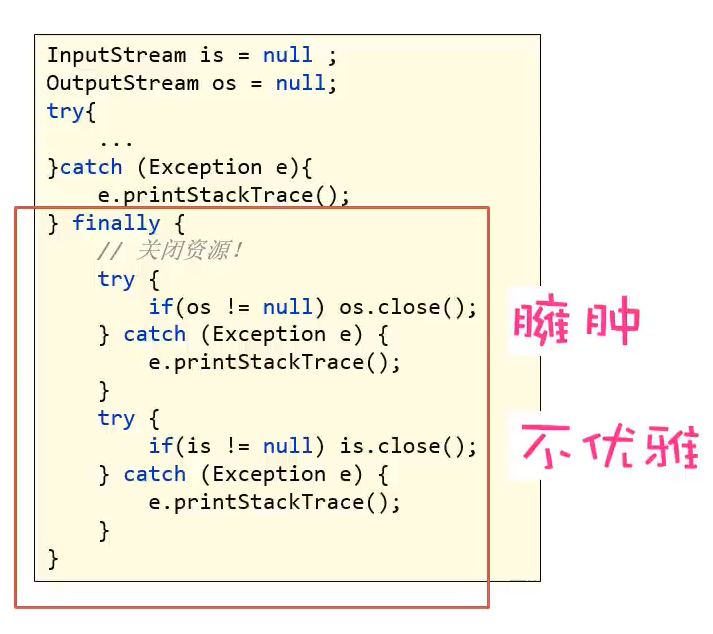 InputStream is = null ;
OutputStream os = null;
try{
    ...
}catch (Exception e){
    e.printStackTrace();
} finally {
    // 关闭资源!
    try {
        if(os != null) os.close();
    } catch (Exception e) {
        e.printStackTrace();
    }
    try {
        if(is != null) is.close();
    } catch (Exception e) {
        e.printStackTrace();
    }
}
臃肿
不优雅